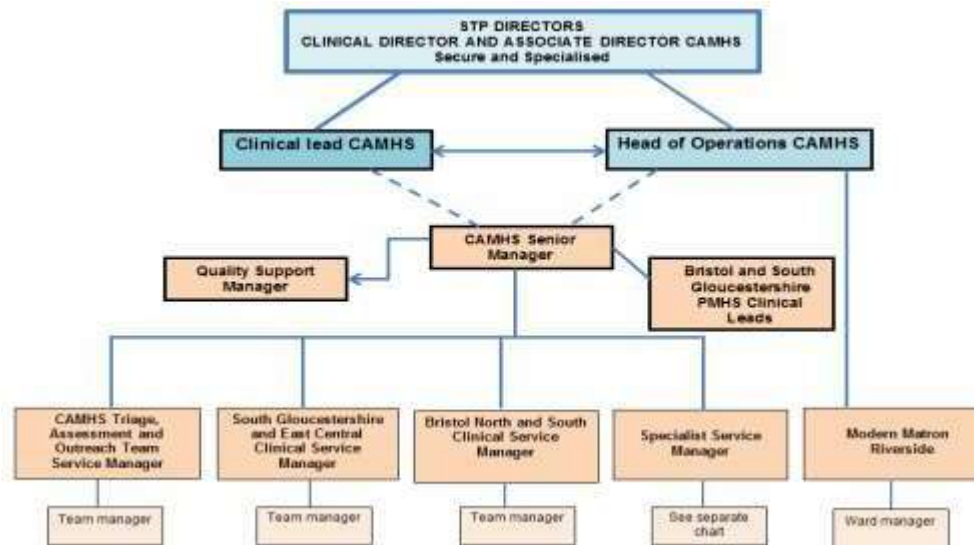 STP DIRECTORS
CLINICAL DIRECTOR AND ASSOCIATE DIRECTOR CAMHS
Secure and Specialised
Clinical lead CAMHS
Head of Operations CAMHS
CAMHS Senior
Manager
Quality Support
Manager
Bristol and South
Gloucestershire
PMHS Clinical
Leads
CAMHS Triage,
Assessment and
Outreach Team
Service Manager
South Gloucestershire
and East Central
Clinical Service
Manager
Bristol North and South
Clinical Service
Manager
Specialist Service
Manager
Modern Matron
Riverside
Team manager
Team manager
Team manager
See separate
chart
Ward manager